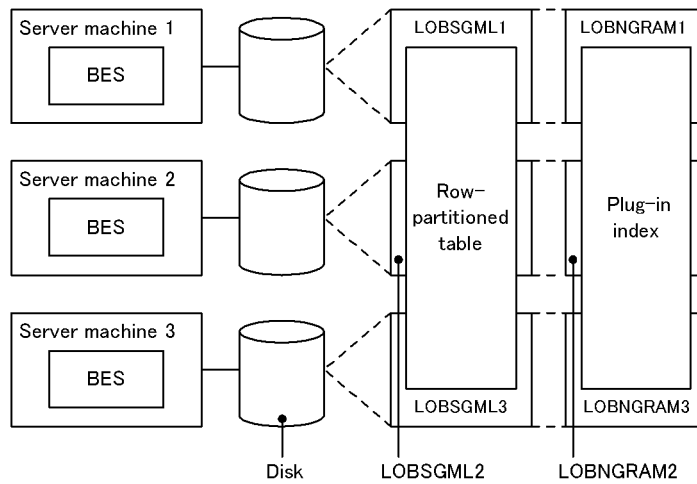 Server machine 1
BES
LOBSGML1
LOBNGRAM1
Server machine 2
BES
Row-
partitioned
table
Plug-in
index
Server machine 3
BES
LOBSGML3
LOBNGRAM3
Disk
LOBSGML2
LOBNGRAM2